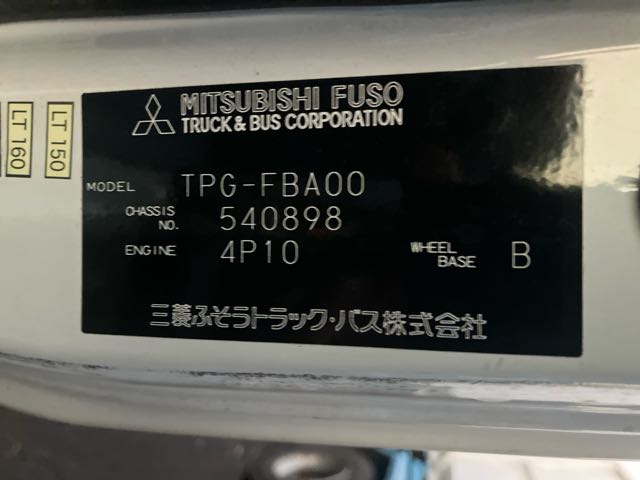 MITSUBISHI FUSO
TRUCK & BUS CORPORATION
LT 160
LT 150
MODEL TPG-FBA00
CHASSIS NO. 540898
ENGINE 4P10 WHEEL BASE B
三菱ふそうトラック・バス株式会社